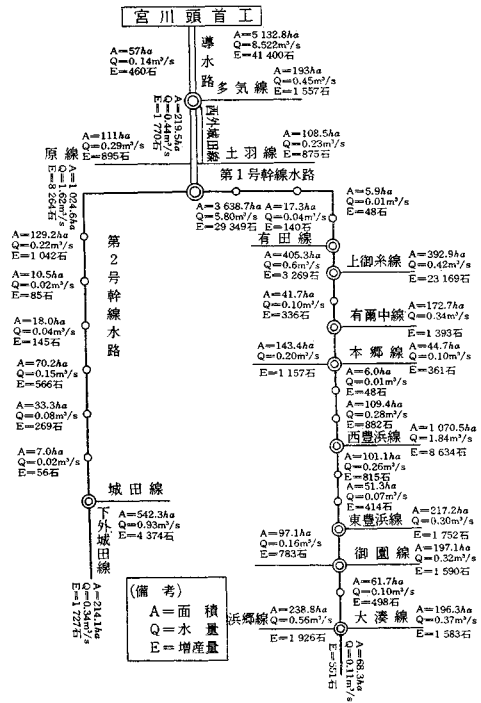 宮川頭首工
A=5 132.8ha
Q=8.522m³/s
E=41 400石
導水路
A=57ha
Q=0.14m³/s
E=460石
多気線
A=193ha
Q=0.45m³/s
E=1 557石
A=219.5ha
Q=0.44m³/s
E=1 770石
西外城田線
原線
A=111ha
Q=0.29m³/s
E=895石
土羽線
A=108.5ha
Q=0.23m³/s
E=875石
第1号幹線水路
A=1 024.6ha
Q=1.62m³/s
E=8 264石
A=3 638.7ha
Q=5.80m³/s
E=29 349石
A=17.3ha
Q=0.04m³/s
E=140石
A=5.9ha
Q=0.01m³/s
E=48石
有田線
A=405.3ha
Q=0.6m³/s
E=3 269石
上御糸線
A=392.9ha
Q=0.42m³/s
E=23 169石
A=41.7ha
Q=0.10m³/s
E=336石
有爾中線
A=172.7ha
Q=0.34m³/s
E=1 393石
A=143.4ha
Q=0.20m³/s
E=1 157石
本郷線
A=44.7ha
Q=0.10m³/s
E=361石
A=6.0ha
Q=0.01m³/s
E=48石
A=109.4ha
Q=0.28m³/s
E=882石
西豊浜線
A=1 070.5ha
Q=1.84m³/s
E=8 634石
A=101.1ha
Q=0.26m³/s
E=815石
A=51.3ha
Q=0.07m³/s
E=414石
東豊浜線
A=217.2ha
Q=0.30m³/s
E=1 752石
A=97.1ha
Q=0.16m³/s
E=783石
御園線
A=197.1ha
Q=0.32m³/s
E=1 590石
A=61.7ha
Q=0.10m³/s
E=498石
浜郷線
A=238.8ha
Q=0.56m³/s
E=1 926石
大湊線
A=196.3ha
Q=0.37m³/s
E=1 583石
A=68.3ha
Q=0.11m³/s
E=551石
第2号幹線水路
A=129.2ha
Q=0.22m³/s
E=1 042石
A=10.5ha
Q=0.02m³/s
E=85石
A=18.0ha
Q=0.04m³/s
E=145石
A=70.2ha
Q=0.15m³/s
E=566石
A=33.3ha
Q=0.08m³/s
E=269石
A=7.0ha
Q=0.02m³/s
E=56石
城田線
A=542.3ha
Q=0.93m³/s
E=4 374石
下外城田線
A=214.1ha
Q=0.34m³/s
E=1 727石
(備考)
A=面積
Q=水量
E=増産量